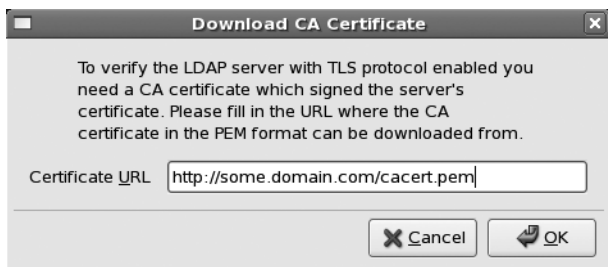 Download CA Certificate
To verify the LDAP server with TLS protocol enabled you
need a CA certificate which signed the server's
certificate. Please fill in the URL where the CA
certificate in the PEM format can be downloaded from.
Certificate URL http://some.domain.com/cacert.pem
Cancel OK